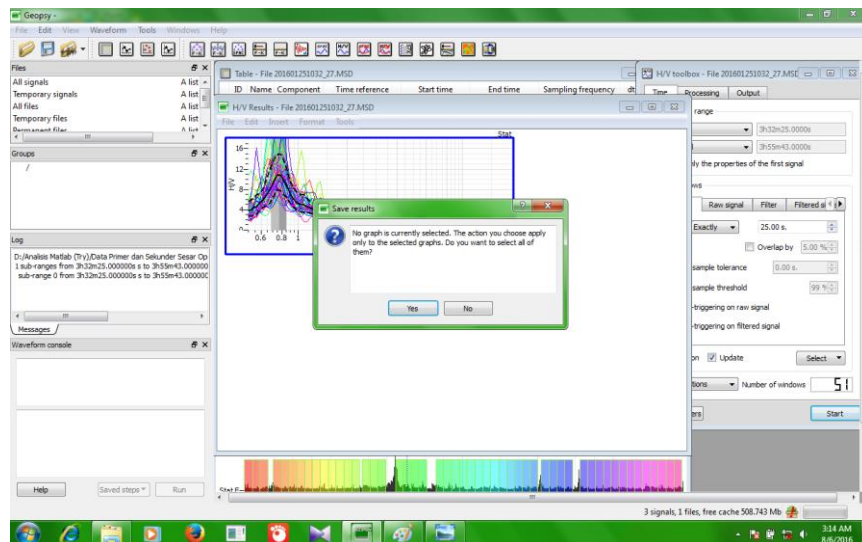 Geopsy -
File Edit View Waveform Tools Windows Help
Files
All signals A list
Temporary signals A list
All files A list
Temporary files A list
Permanent files A list
Groups
/
Log
D:/Analisis Matlab (Try)/Data Primer dan Sekunder Sesar Op
1 sub-ranges from 3h32m25.000000s s to 3h55m43.000000
sub-range 0 from 3h32m25.000000s to 3h55m43.000000
Messages
Waveform console
Help Saved steps Run
Table - File 201601251032_27.MSD
ID Name Component Time reference Start time End time Sampling frequency
H/V Results - File 201601251032_27.MSD
File Edit Insert Format Tools
Stat
16
12
8
4
H/V
0.6 0.8 1
Save results
No graph is currently selected. The action you choose apply
only to the selected graphs. Do you want to select all of
them?
Yes No
H/V toolbox - File 201601251032_27.MSD
Time Processing Output
range
3h32m25.0000s
3h55m43.0000s
ly the properties of the first signal
Raw signal Filter Filtered si
Exactly 25.00 s.
Overlap by 5.00 %
sample tolerance 0.00 s.
sample threshold 99 %
-triggering on raw signal
-triggering on filtered signal
on Update Select
tions Number of windows 51
ers Start
3 signals, 1 files, free cache 508.743 Mb
3:14 AM
8/6/2016